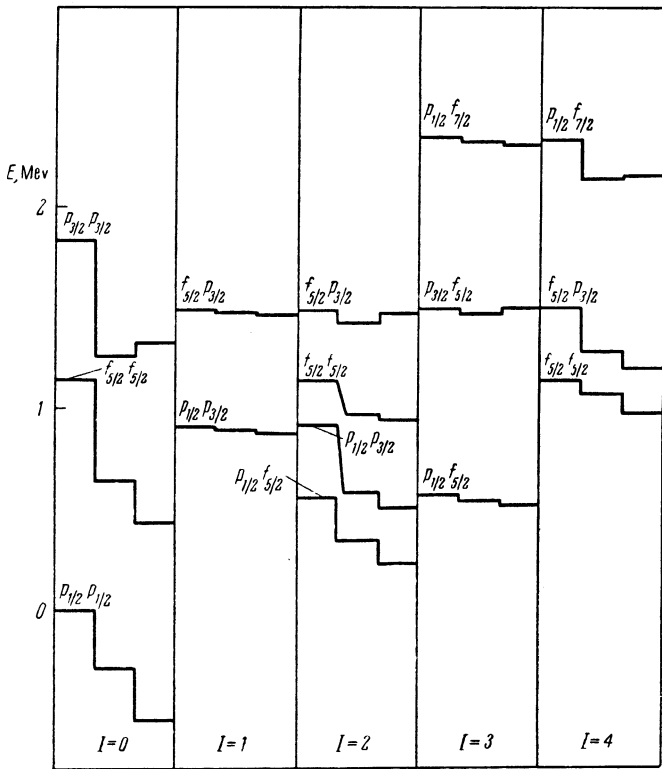 E, Mev
2
1
0
p3/2 p3/2
f5/2 f5/2
p1/2 p1/2
I=0
f5/2 p3/2
p1/2 p3/2
I=1
f5/2 p3/2
f5/2 f5/2
p1/2 p3/2
p1/2 f5/2
I=2
p1/2 f7/2
p3/2 f5/2
p1/2 f5/2
I=3
p1/2 f7/2
f5/2 p3/2
f5/2 f5/2
I=4